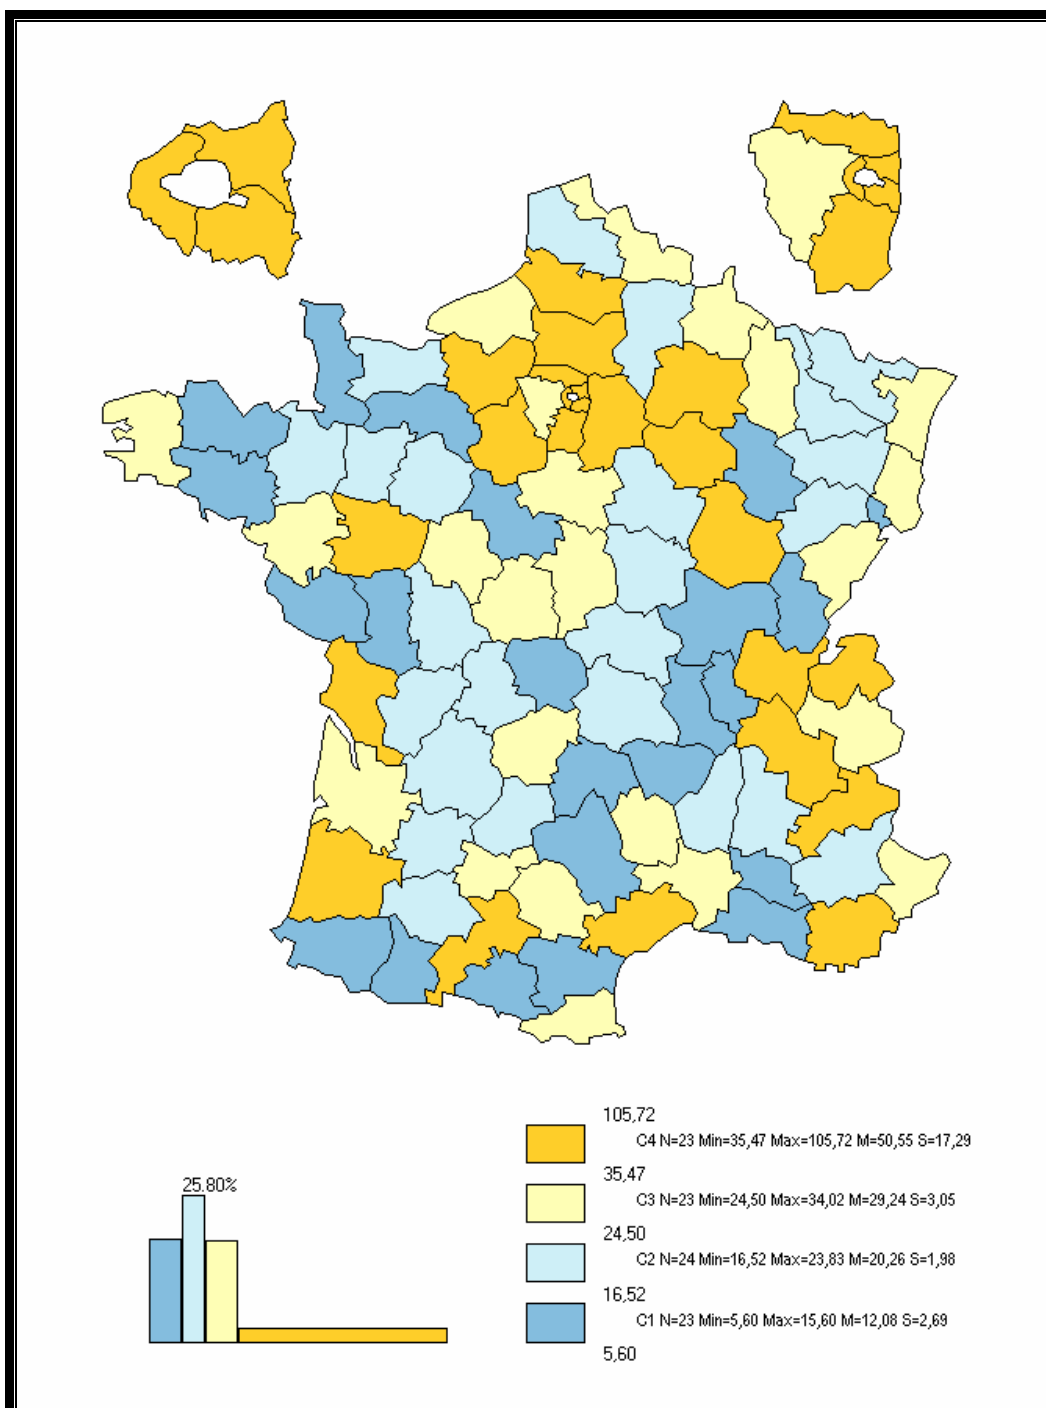 105,72
C4 N=23 Min=35,47 Max=105,72 M=50,55 S=17,29
35,47
C3 N=23 Min=24,50 Max=34,02 M=29,24 S=3,05
25.80%
24,50
C2 N=24 Min=16,52 Max=23,83 M=20,26 S=1,98
16,52
C1 N=23 Min=5,60 Max=15,60 M=12,08 S=2,69
5,60